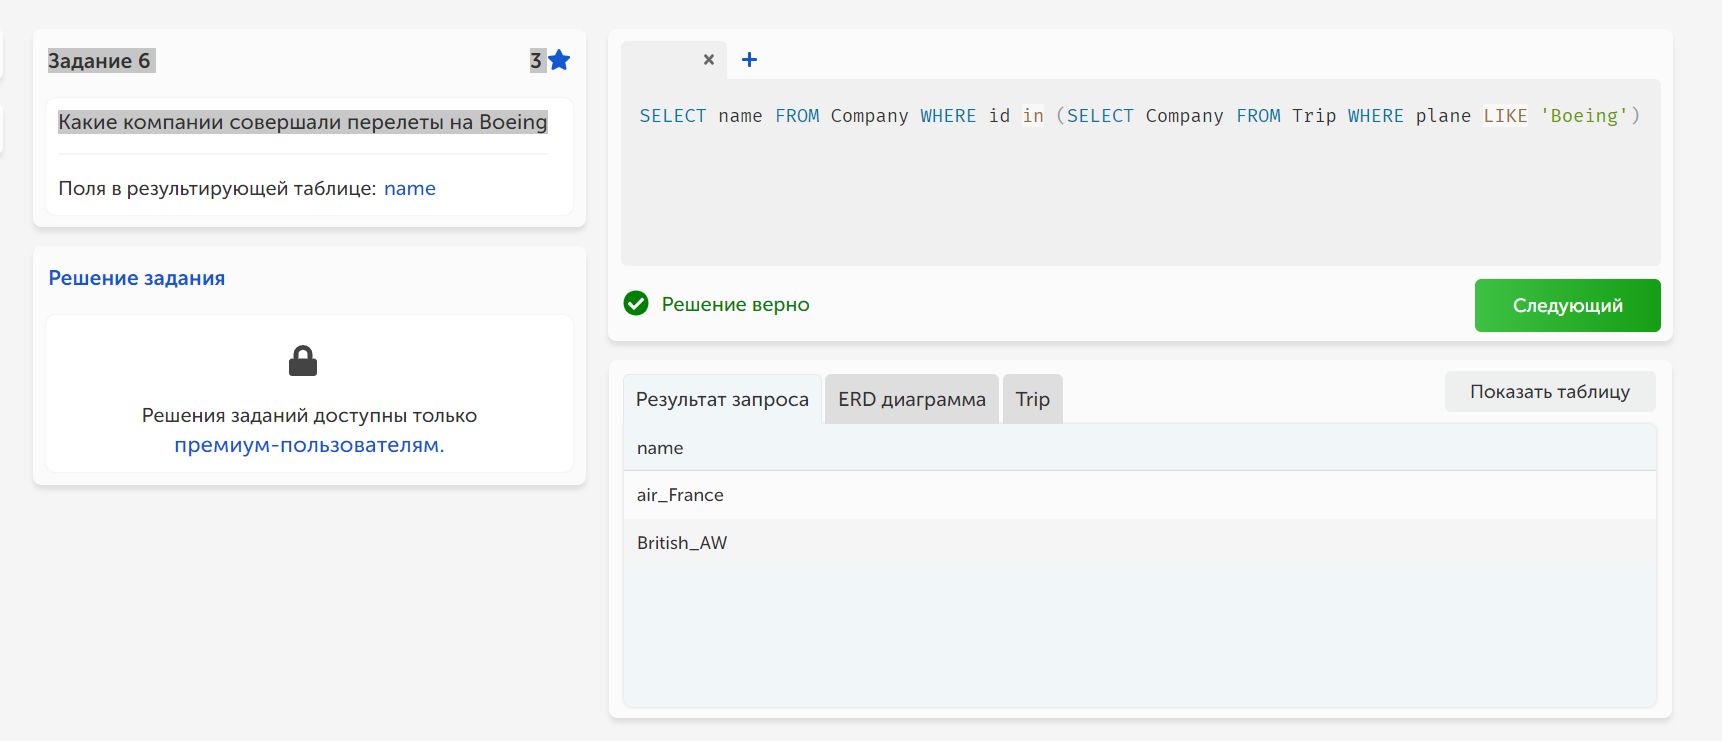 Задание 6
3
Какие компании совершали перелеты на Boeing
Поля в результирующей таблице: name
Решение задания
Решения заданий доступны только
премиум-пользователям.
SELECT name FROM Company WHERE id in (SELECT Company FROM Trip WHERE plane LIKE 'Boeing')
Решение верно
Следующий
Результат запроса
ERD диаграмма
Trip
Показать таблицу
name
air_France
British_AW